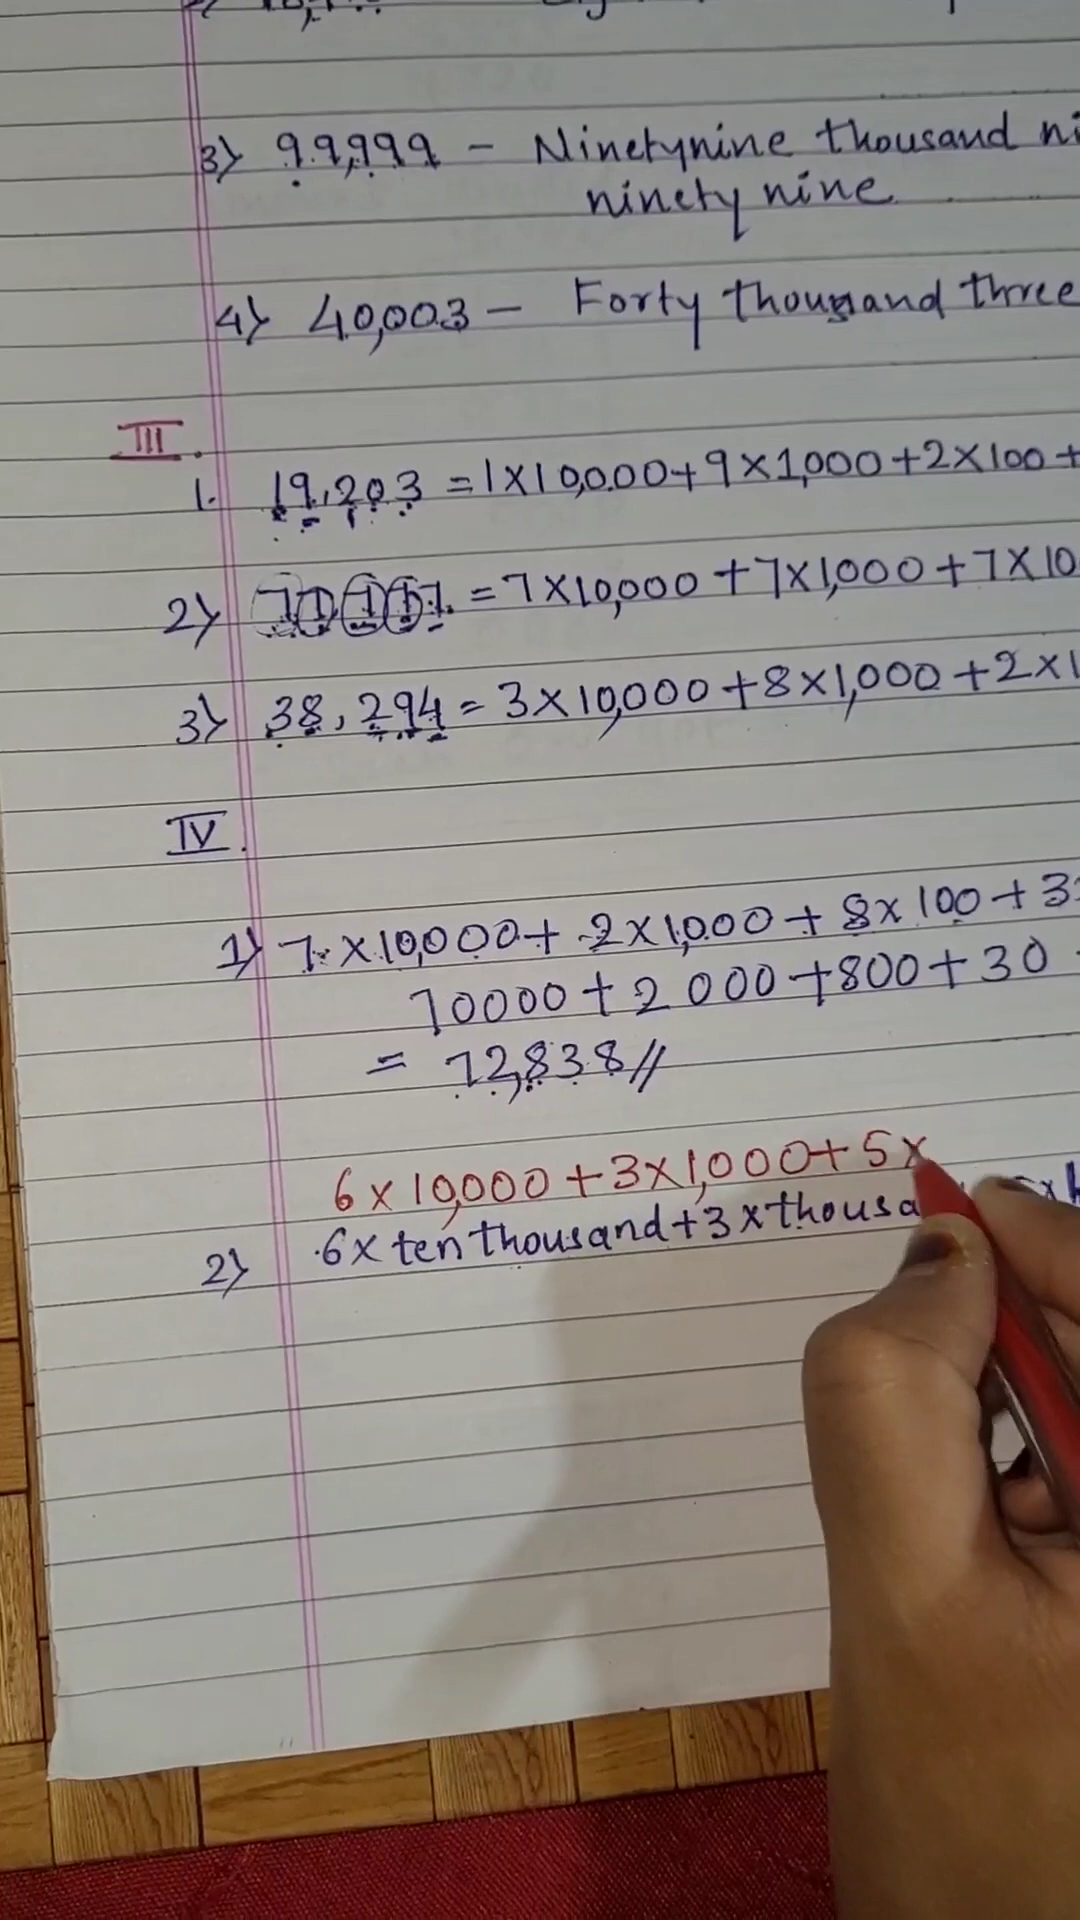 3) 99,999 - Ninetynine thousand ni
ninety nine
4) 40,003 - Forty thousand three
III.
1. 19,203 = 1×10,000+9×1,000+2×100+
2) 77,777 = 7×10,000+7×1,000+7×10
3) 38,294 = 3×10,000+8×1,000+2×1
IV.
1) 7×10,000+2×1,000+8×100+3×
70000+2000+800+30
= 72,838//
6×10,000+3×1,000+5×
2) 6×ten thousand+3×thousa